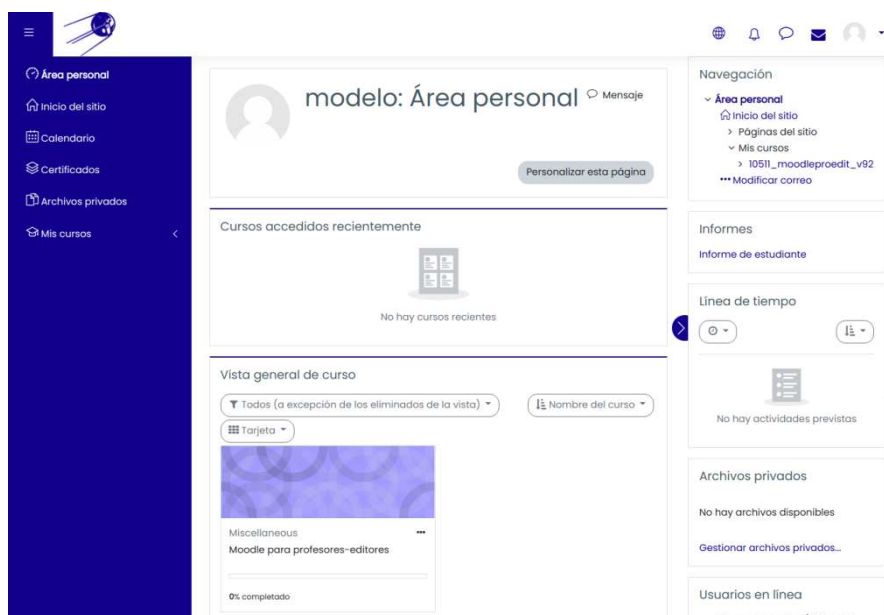 Área personal
Inicio del sitio
Calendario
Certificados
Archivos privados
Mis cursos
modelo: Área personal
Mensaje
Personalizar esta página
Cursos accedidos recientemente
No hay cursos recientes
Vista general de curso
Todos (a excepción de los eliminados de la vista)
Nombre del curso
Tarjeta
Miscellaneous
Moodle para profesores-editores
0% completado
Navegación
Área personal
Inicio del sitio
Páginas del sitio
Mis cursos
10511_moodleproedit_v92
Modificar correo
Informes
Informe de estudiante
Línea de tiempo
No hay actividades previstas
Archivos privados
No hay archivos disponibles
Gestionar archivos privados...
Usuarios en línea